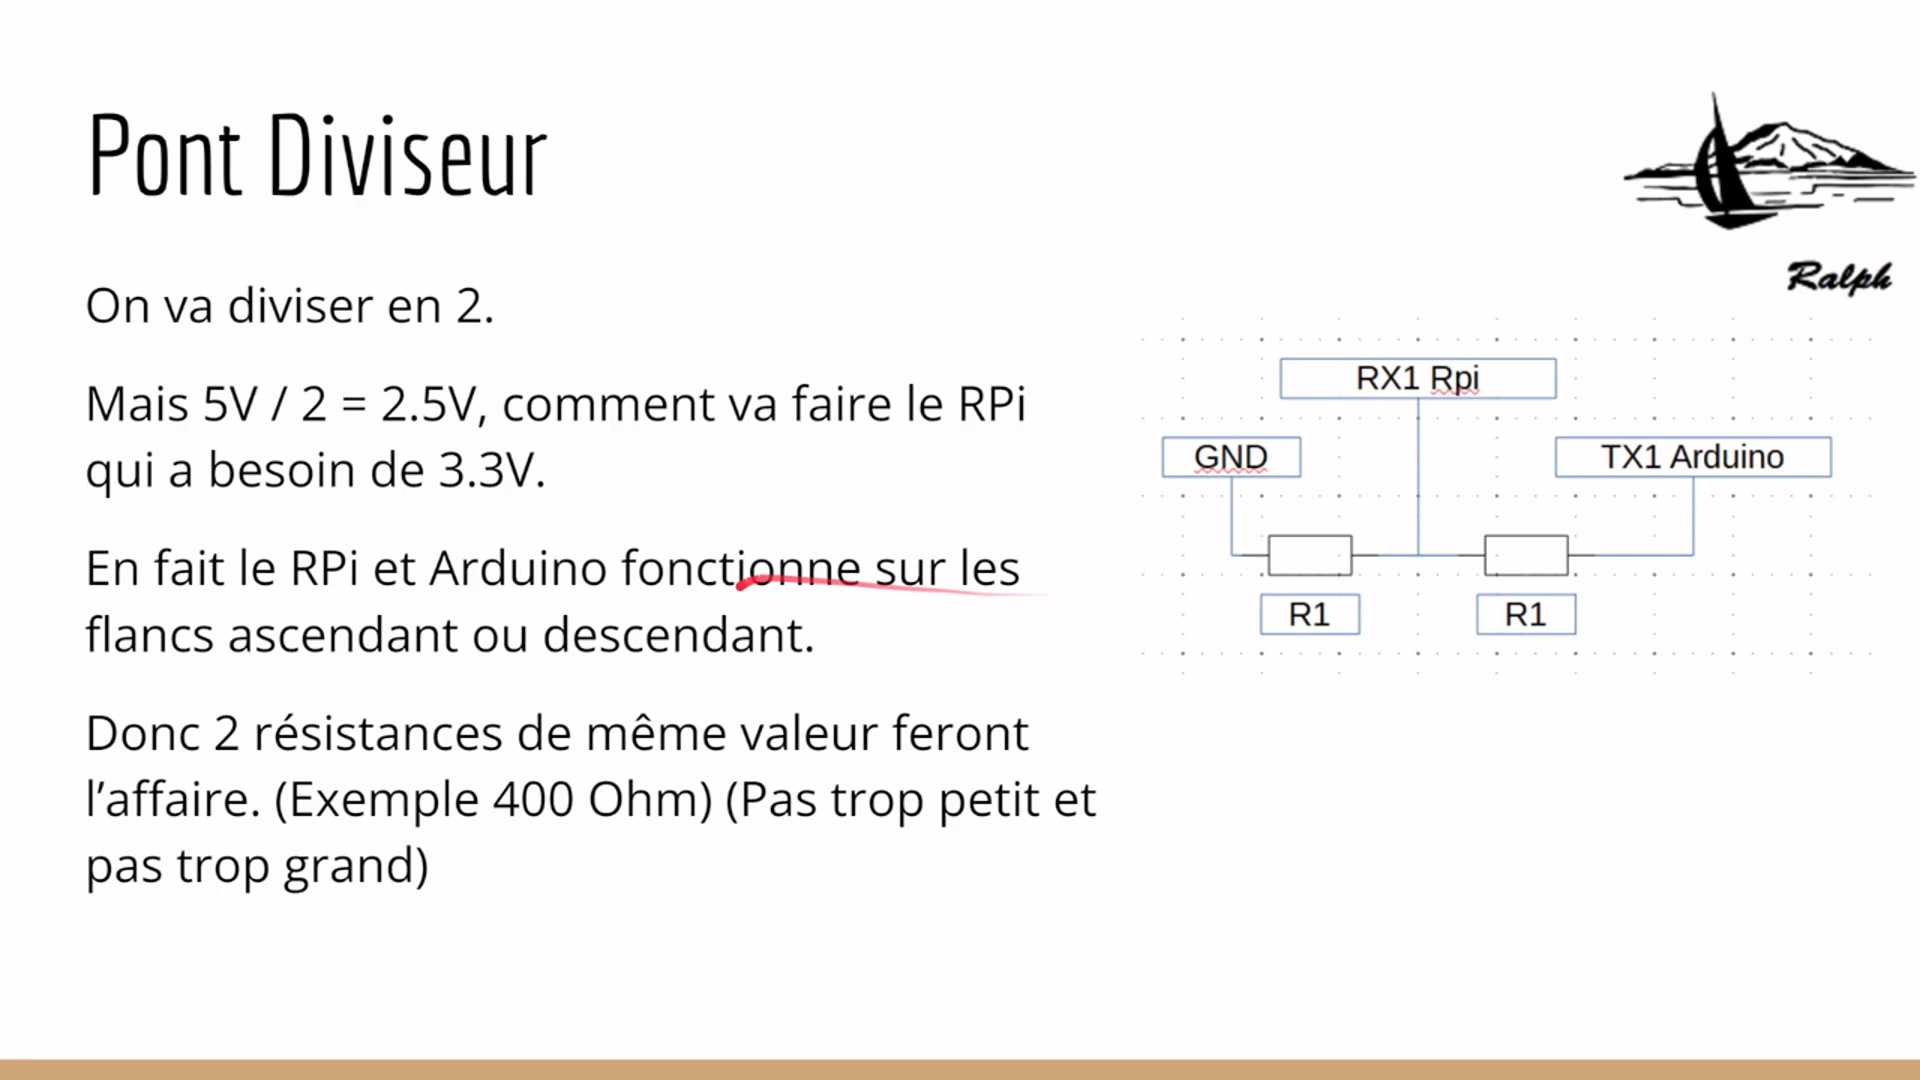 Pont Diviseur
On va diviser en 2.
Mais 5V / 2 = 2.5V, comment va faire le RPi
qui a besoin de 3.3V.
En fait le RPi et Arduino fonctionne sur les
flancs ascendant ou descendant.
Donc 2 résistances de même valeur feront
l’affaire. (Exemple 400 Ohm) (Pas trop petit et
pas trop grand)
Ralph
RX1 Rpi
GND
TX1 Arduino
R1
R1